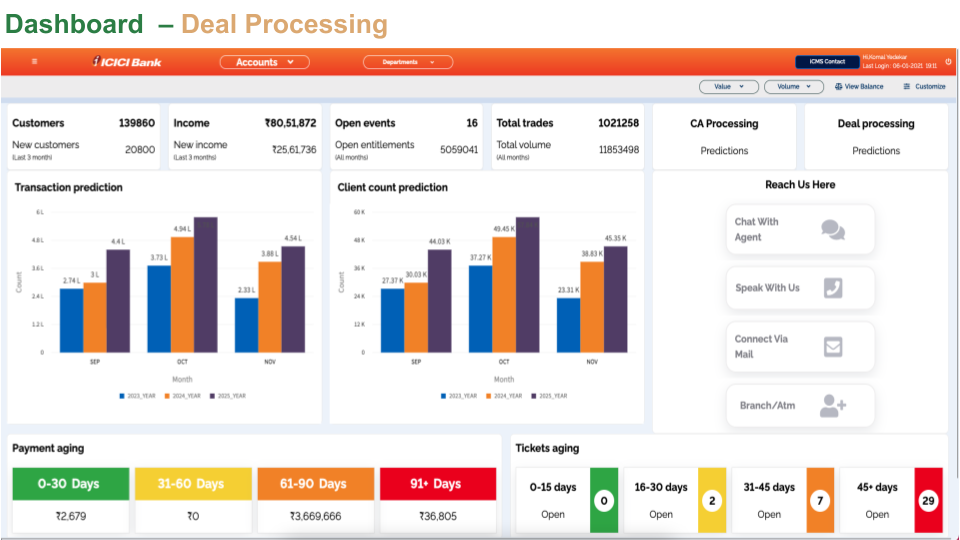 Dashboard – Deal Processing
ICICI Bank
Accounts
Departments
ICMS Contact
Last Login : 06-05-2021 19:11
Value
Volume
View Balance
Customize
Customers 139860
New customers 20800
(Last 3 month)
Income ₹80,51,872
New income ₹25,61,736
(Last 3 months)
Open events 16
Open entitlements 5059041
(All months)
Total trades 1021258
Total volume 11853498
(All months)
CA Processing
Predictions
Deal processing
Predictions
Transaction prediction
6 L
4.8 L
3.6 L
2.4 L
1.2 L
0
Count
2.74 L
3 L
4.4 L
3.73 L
4.94 L
2.33 L
3.88 L
4.54 L
SEP
OCT
NOV
Month
2023_YEAR
2024_YEAR
2025_YEAR
Client count prediction
60 K
48 K
36 K
24 K
12 K
0
Count
27.37 K
30.03 K
44.03 K
37.27 K
49.45 K
23.31 K
38.83 K
45.35 K
SEP
OCT
NOV
Month
2023_YEAR
2024_YEAR
2025_YEAR
Reach Us Here
Chat With
Agent
Speak With Us
Connect Via
Mail
Branch/Atm
Payment aging
0-30 Days
₹2,679
31-60 Days
₹0
61-90 Days
₹3,669,666
91+ Days
₹36,805
Tickets aging
0-15 days
Open
0
16-30 days
Open
2
31-45 days
Open
7
45+ days
Open
29